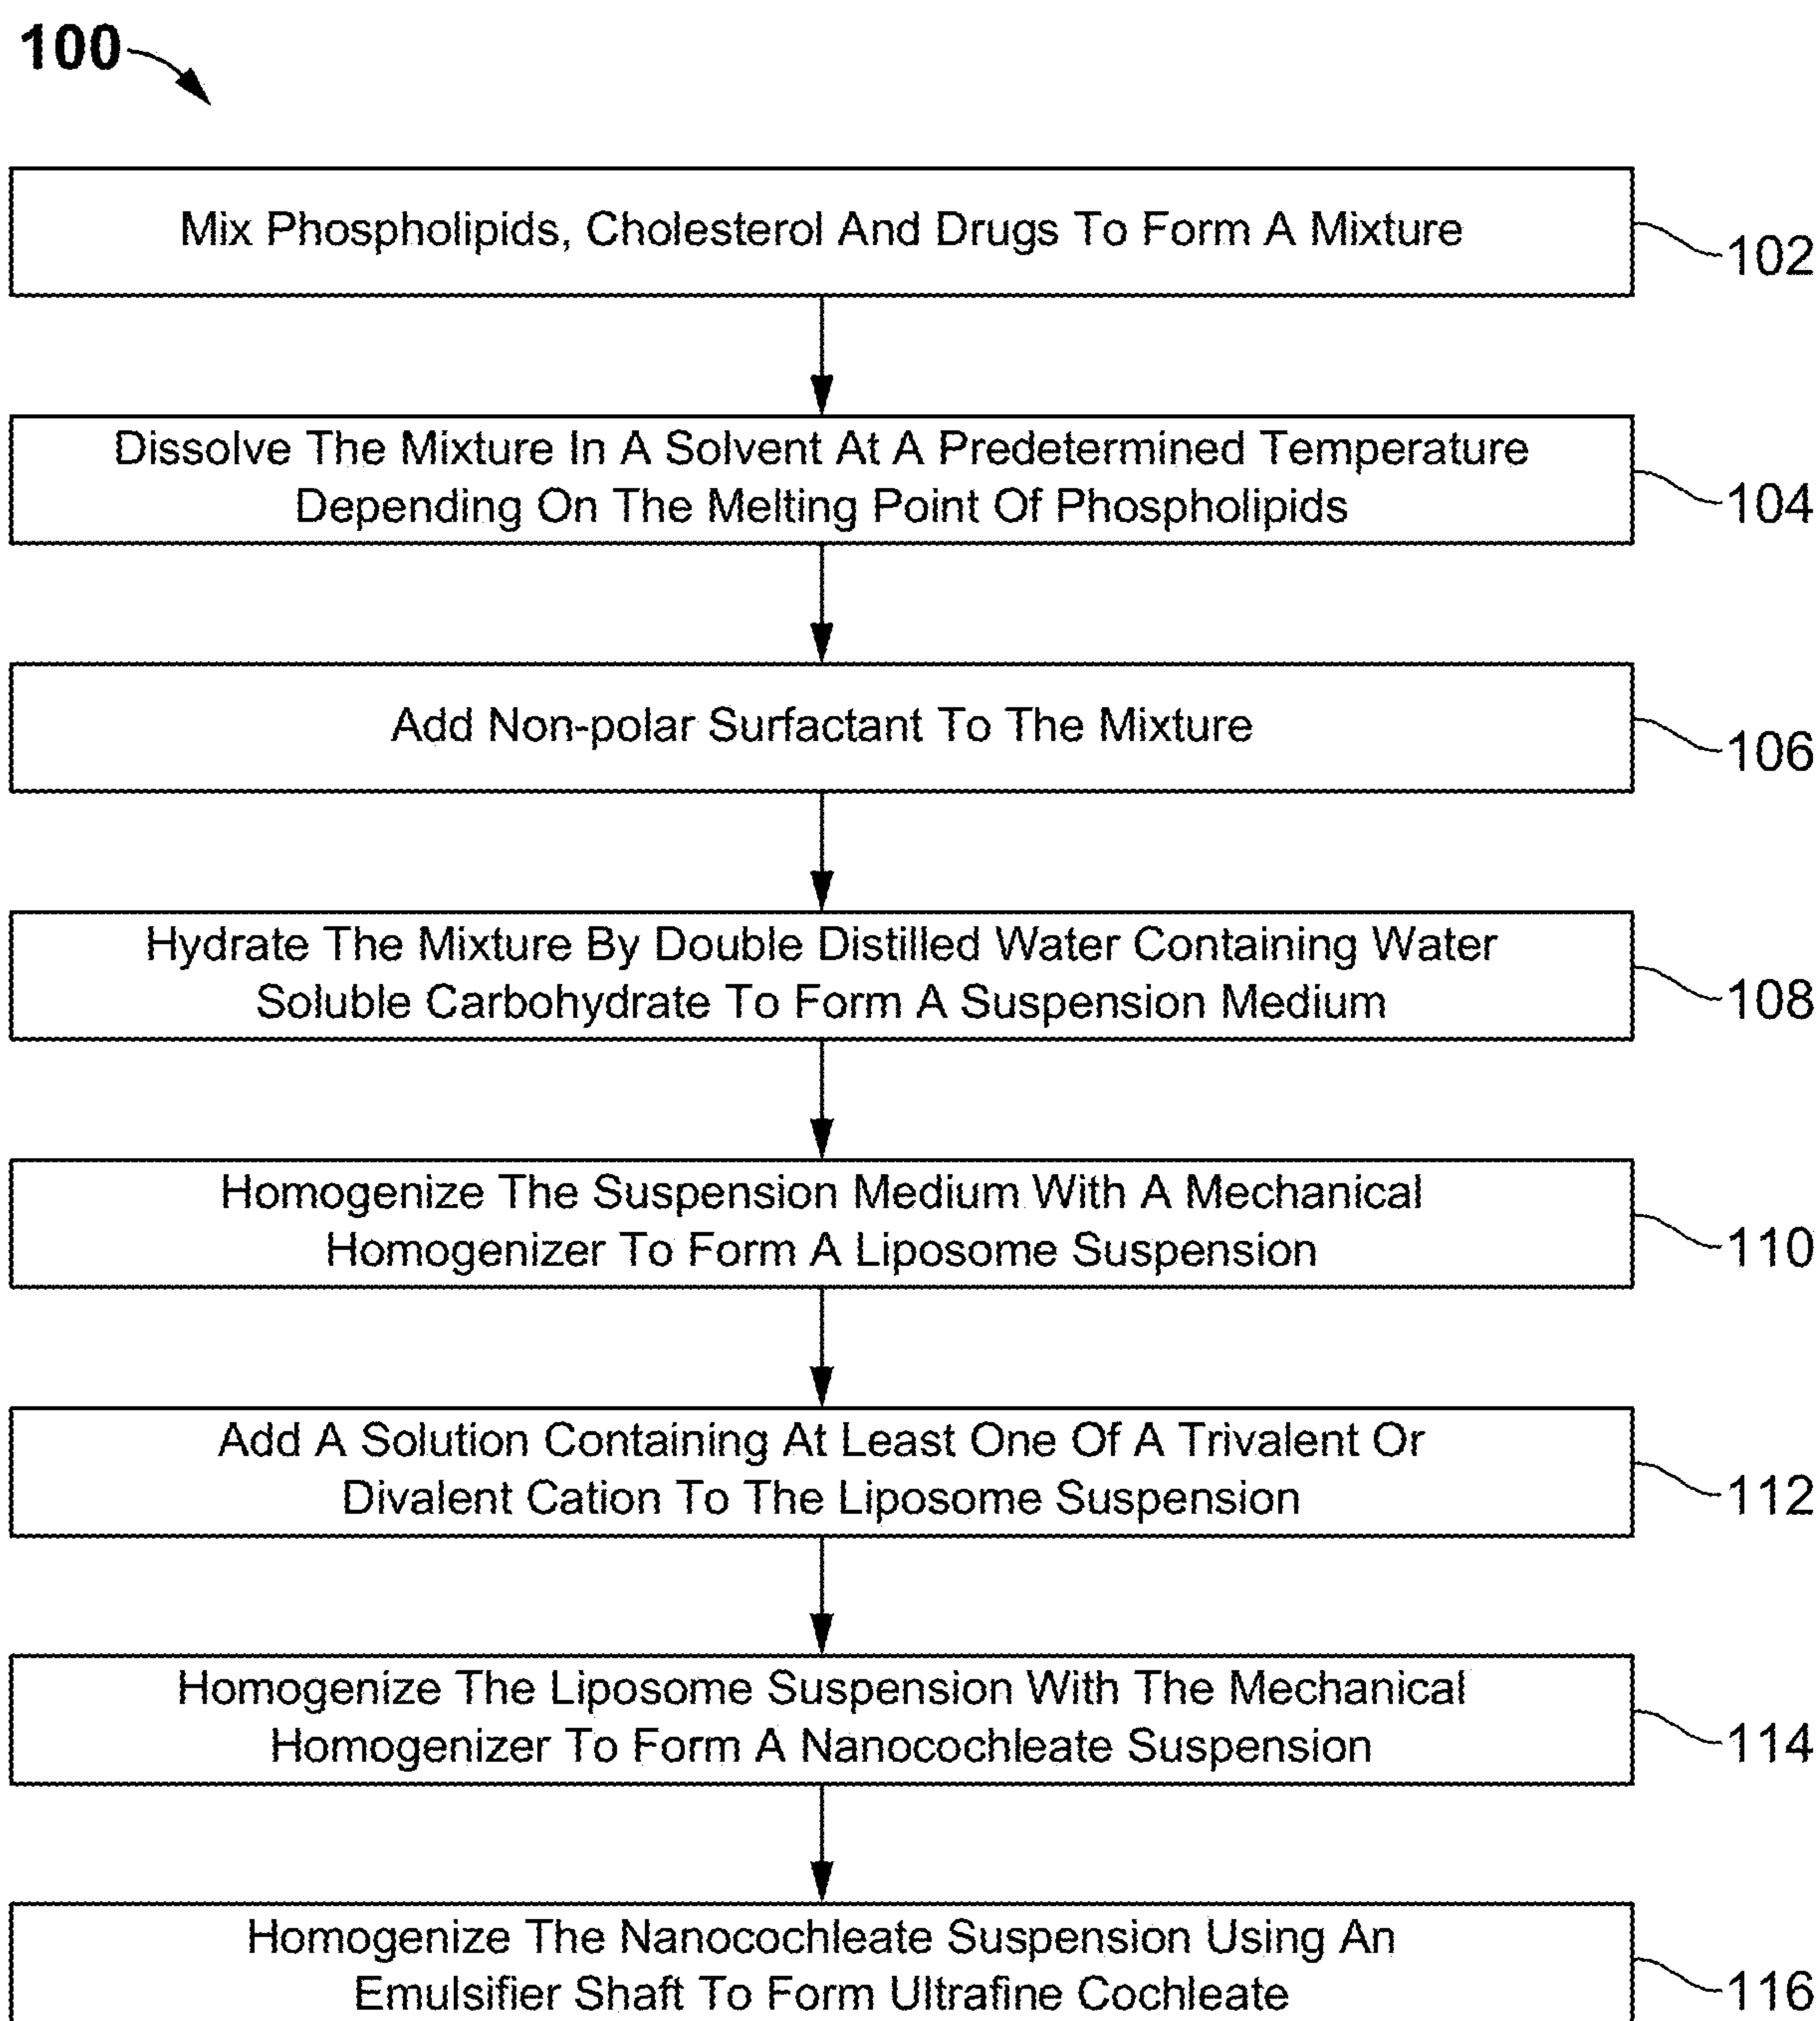 100
Mix Phospholipids, Cholesterol And Drugs To Form A Mixture
102
Dissolve The Mixture In A Solvent At A Predetermined Temperature
Depending On The Melting Point Of Phospholipids
104
Add Non-polar Surfactant To The Mixture
106
Hydrate The Mixture By Double Distilled Water Containing Water
Soluble Carbohydrate To Form A Suspension Medium
108
Homogenize The Suspension Medium With A Mechanical
Homogenizer To Form A Liposome Suspension
110
Add A Solution Containing At Least One Of A Trivalent Or
Divalent Cation To The Liposome Suspension
112
Homogenize The Liposome Suspension With The Mechanical
Homogenizer To Form A Nanocochleate Suspension
114
Homogenize The Nanocochleate Suspension Using An
Emulsifier Shaft To Form Ultrafine Cochleate
116